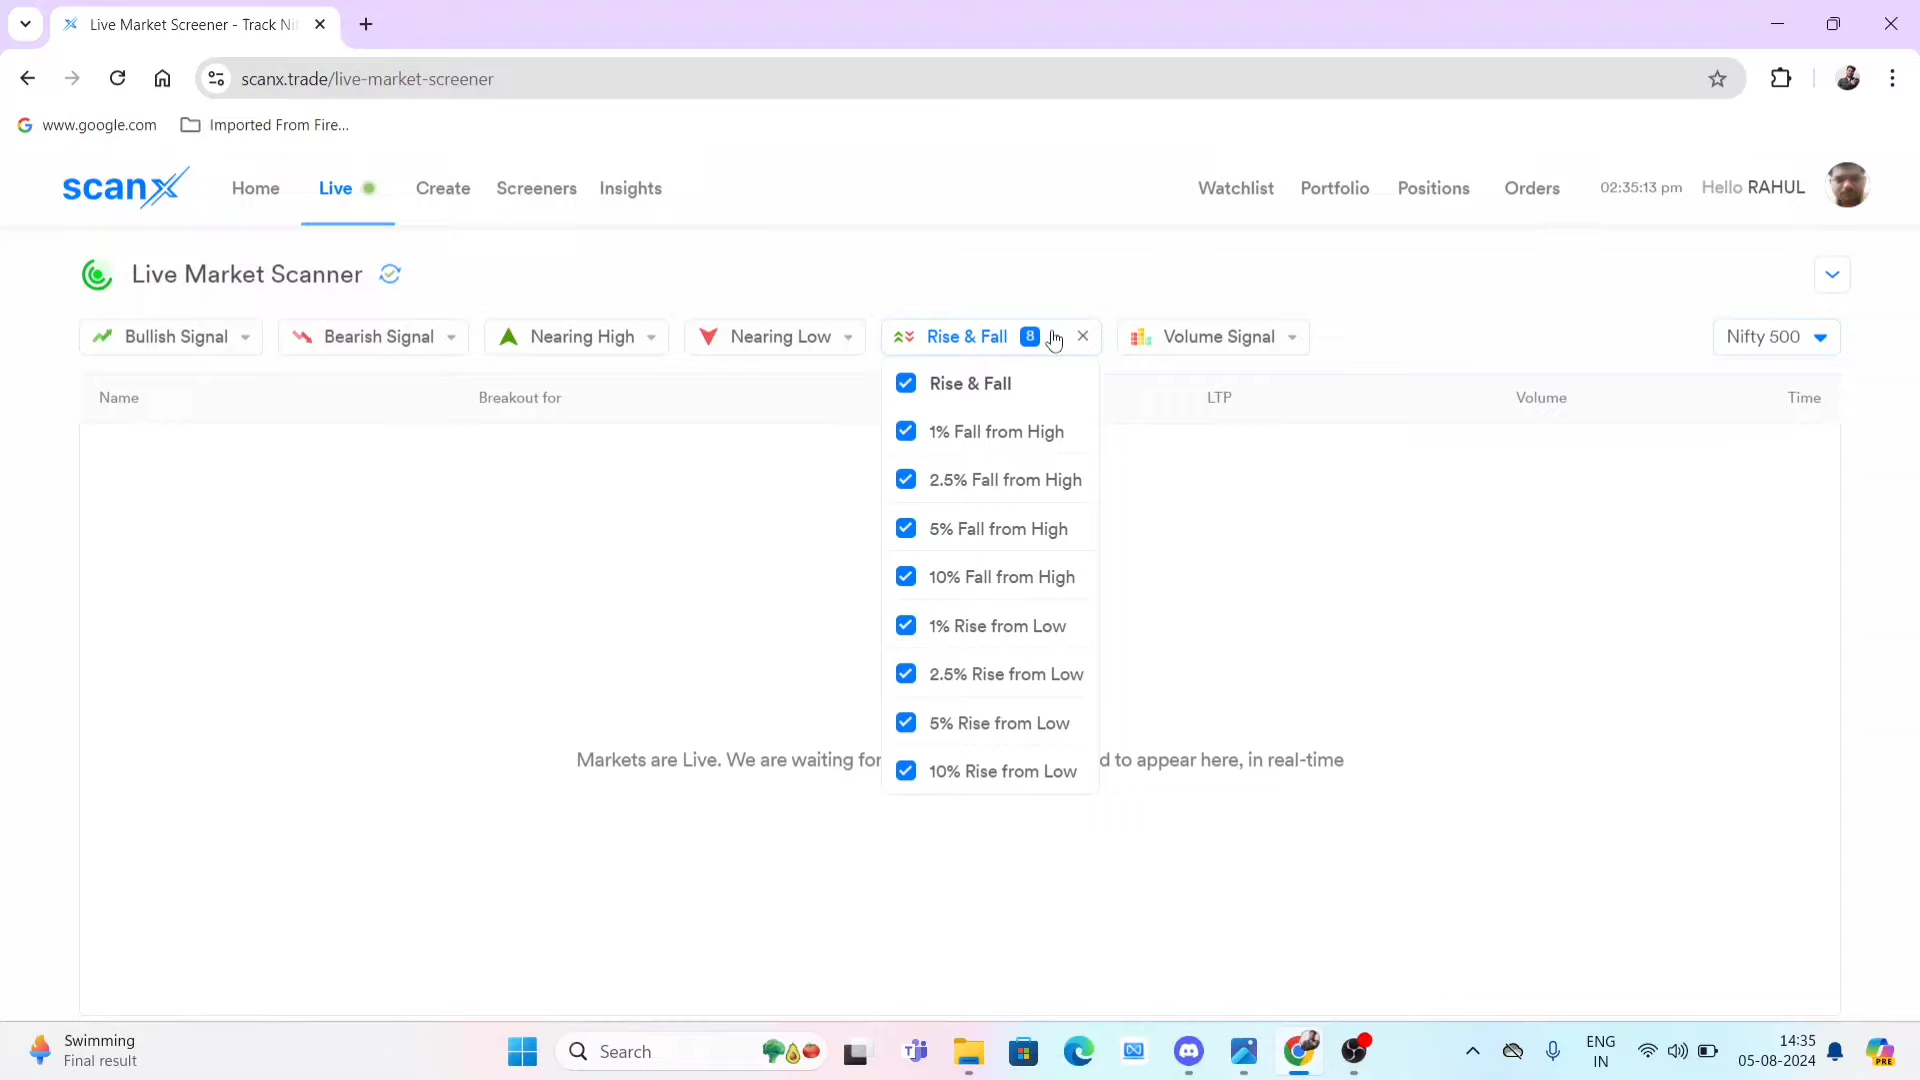 Live Market Screener - Track Ni
scanx.trade/live-market-screener
www.google.com
Imported From Fire...
scanX
Home
Live
Create
Screeners
Insights
Watchlist
Portfolio
Positions
Orders
02:35:13 pm
Hello RAHUL
Live Market Scanner
Bullish Signal
Bearish Signal
Nearing High
Nearing Low
Rise & Fall 8
Volume Signal
Nifty 500
Name
Breakout for
LTP
Volume
Time
Rise & Fall
1% Fall from High
2.5% Fall from High
5% Fall from High
10% Fall from High
1% Rise from Low
2.5% Rise from Low
5% Rise from Low
Markets are Live. We are waiting for
d to appear here, in real-time
10% Rise from Low
Swimming
Final result
Search
ENG
IN
14:35
05-08-2024
PRE